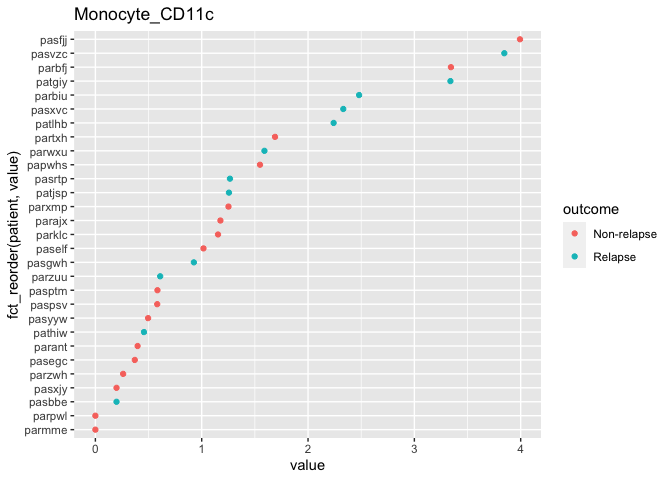 Monocyte_CD11c
fct_reorder(patient, value)
pasfjj
pasvzc
parbfj
patgiy
parbiu
pasxvc
patlhb
partxh
parwxu
papwhs
pasrtp
patjsp
parxmp
parajx
parklc
paself
pasgwh
parzuu
pasptm
paspsv
pasyyw
pathiw
parant
pasegc
parzwh
pasxjy
pasbbe
parpwl
parmme
0 1 2 3 4
value
outcome
Non-relapse
Relapse